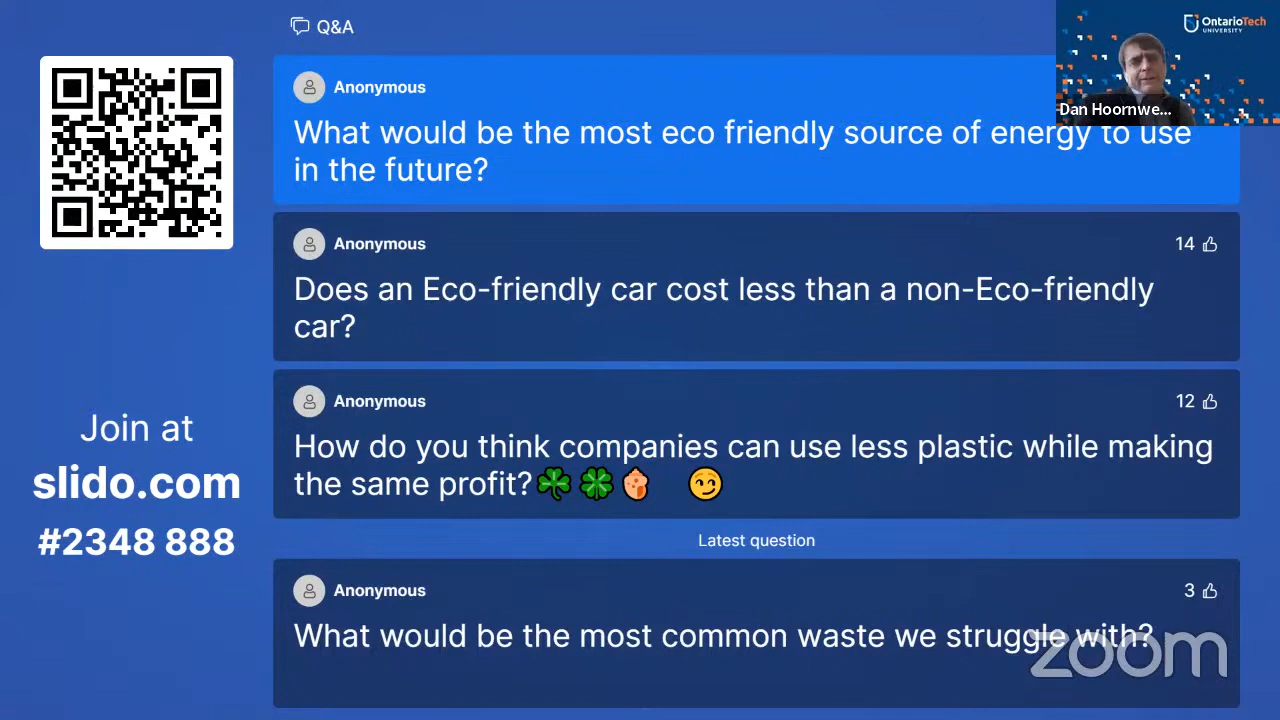 Q&A
OntarioTech
UNIVERSITY
Dan Hoornwe...
Anonymous
What would be the most eco friendly source of energy to use
in the future?
Anonymous
14
Does an Eco-friendly car cost less than a non-Eco-friendly
car?
Anonymous
12
How do you think companies can use less plastic while making
the same profit?☘️🍀🍘 😏
Latest question
Anonymous
3
What would be the most common waste we struggle with?
zoom
Join at
slido.com
#2348 888